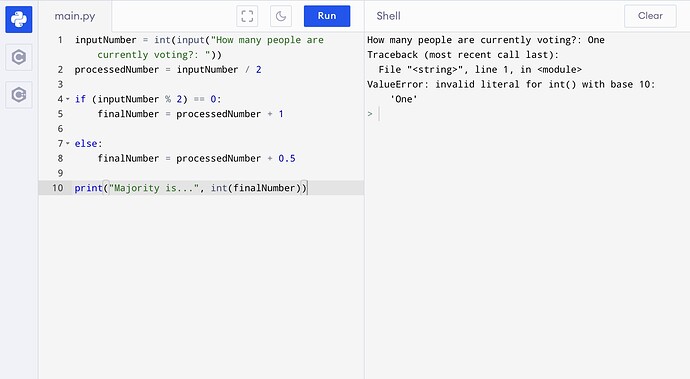 main.py
Run
Shell
Clear
1 inputNumber = int(input("How many people are
currently voting?: "))
2 processedNumber = inputNumber / 2
3
4 if (inputNumber % 2) == 0:
5 finalNumber = processedNumber + 1
6
7 else:
8 finalNumber = processedNumber + 0.5
9
10 print("Majority is...", int(finalNumber))
How many people are currently voting?: One
Traceback (most recent call last):
File "<string>", line 1, in <module>
ValueError: invalid literal for int() with base 10:
'One'
>